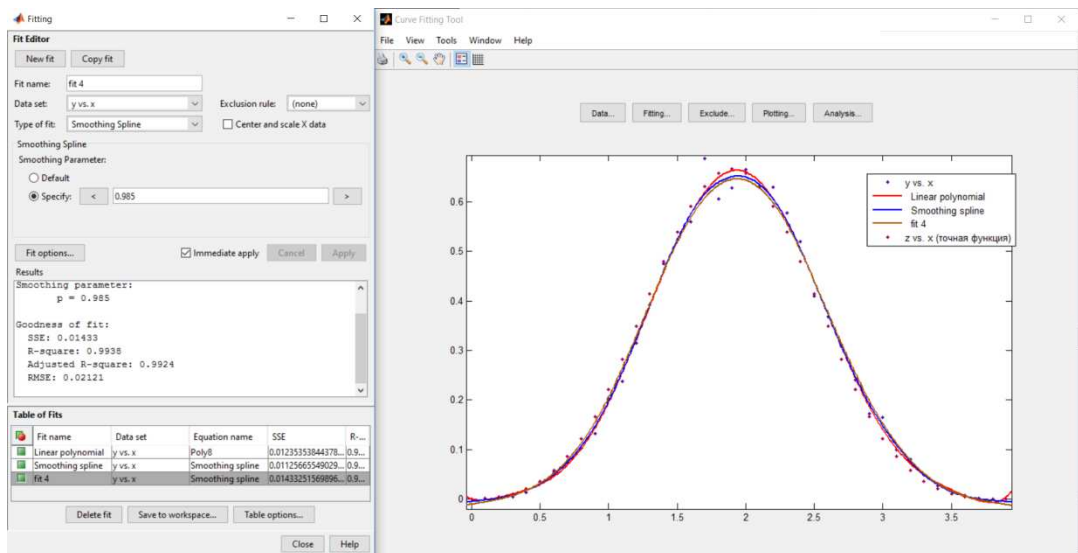 Fitting
Fit Editor
New fit Copy fit
Fit name: fit 4
Data set: y vs. x Exclusion rule: (none)
Type of fit: Smoothing Spline Center and scale X data
Smoothing Spline
Smoothing Parameter:
Default
Specify: < 0.985 >
Fit options... Immediate apply Cancel Apply
Results
Smoothing parameter:
p = 0.985
Goodness of fit:
SSE: 0.01433
R-square: 0.9938
Adjusted R-square: 0.9924
RMSE: 0.02121
Table of Fits
Fit name Data set Equation name SSE R-...
Linear polynomial y vs. x Poly8 0.01235353844378... 0.9...
Smoothing spline y vs. x Smoothing spline 0.01125665549029... 0.9...
fit 4 y vs. x Smoothing spline 0.01433251569896... 0.9...
Delete fit Save to workspace... Table options...
Close Help
Curve Fitting Tool
File View Tools Window Help
Data... Fitting... Exclude... Plotting... Analysis...
y vs. x
Linear polynomial
Smoothing spline
fit 4
z vs. x (точная функция)
0.6
0.5
0.4
0.3
0.2
0.1
0
0 0.5 1 1.5 2 2.5 3 3.5